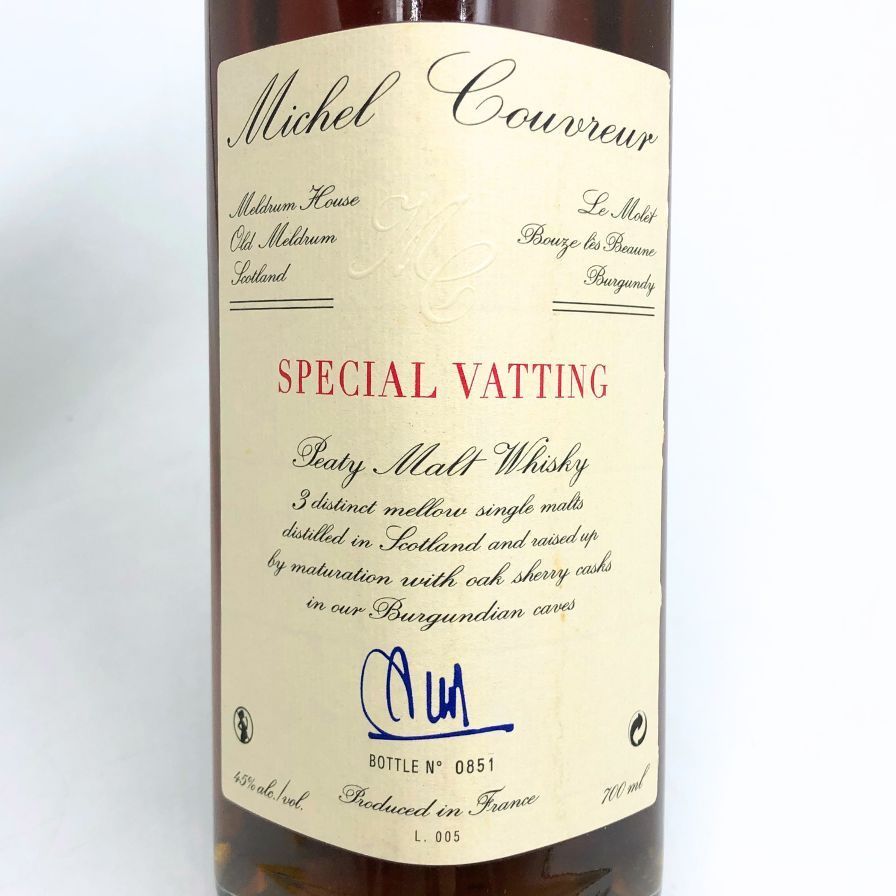 Michel Couvreur
Meldrum House
Old Meldrum
Scotland
MC
Le Molêt
Bouze lès Beaune
Burgundy
SPECIAL VATTING
Peaty Malt Whisky
3 distinct mellow single malts
distilled in Scotland and raised up
by maturation with oak sherry casks
in our Burgundian caves
BOTTLE N° 0851
45% alc./vol.
Produced in France
700 ml
L. 005